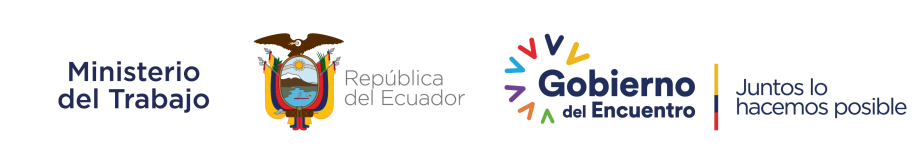 Ministerio
del Trabajo
República
del Ecuador
Gobierno
del Encuentro
Juntos lo
hacemos posible